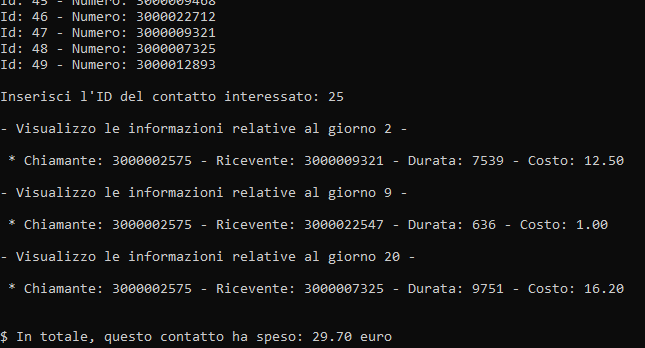 Id: 45 - Numero: 3000009468
Id: 46 - Numero: 3000022712
Id: 47 - Numero: 3000009321
Id: 48 - Numero: 3000007325
Id: 49 - Numero: 3000012893
Inserisci l'ID del contatto interessato: 25
- Visualizzo le informazioni relative al giorno 2 -
* Chiamante: 3000002575 - Ricevente: 3000009321 - Durata: 7539 - Costo: 12.50
- Visualizzo le informazioni relative al giorno 9 -
* Chiamante: 3000002575 - Ricevente: 3000022547 - Durata: 636 - Costo: 1.00
- Visualizzo le informazioni relative al giorno 20 -
* Chiamante: 3000002575 - Ricevente: 3000007325 - Durata: 9751 - Costo: 16.20
$ In totale, questo contatto ha speso: 29.70 euro